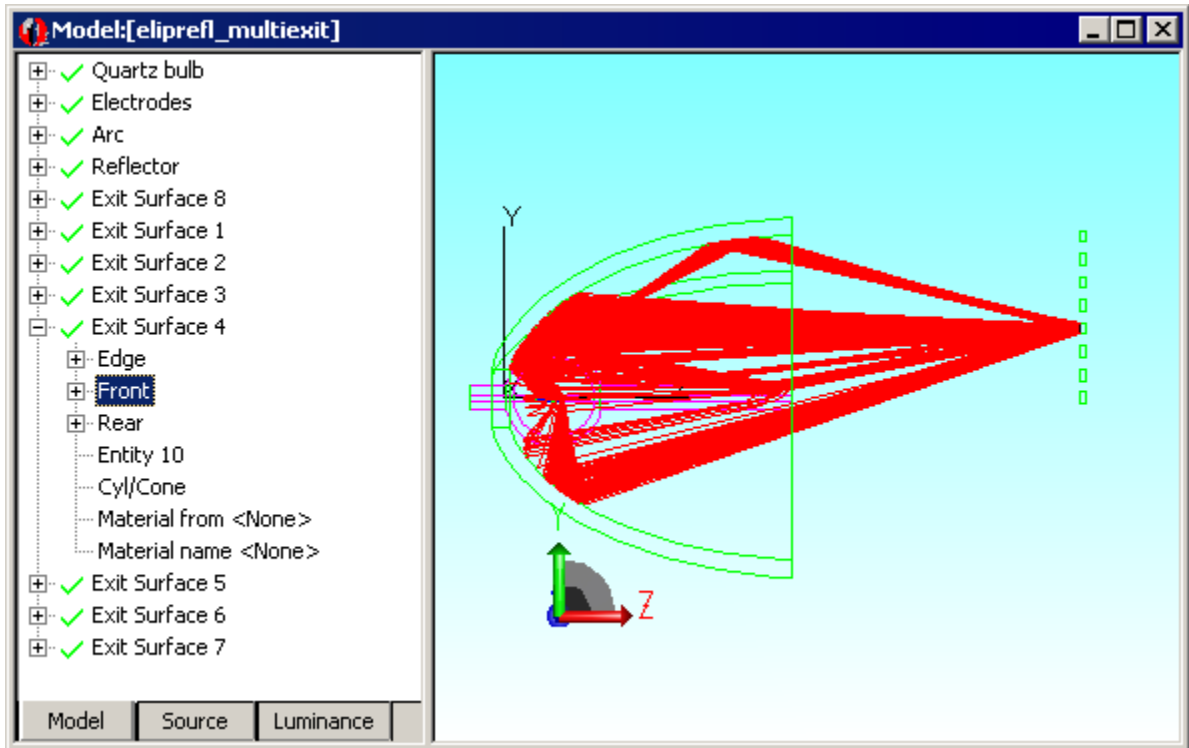 Model:[eliprefl_multiexit]
Quartz bulb
Electrodes
Arc
Reflector
Exit Surface 8
Exit Surface 1
Exit Surface 2
Exit Surface 3
Exit Surface 4
Edge
Front
Rear
Entity 10
Cyl/Cone
Material from <None>
Material name <None>
Exit Surface 5
Exit Surface 6
Exit Surface 7
Model Source Luminance
Y
Y
Z